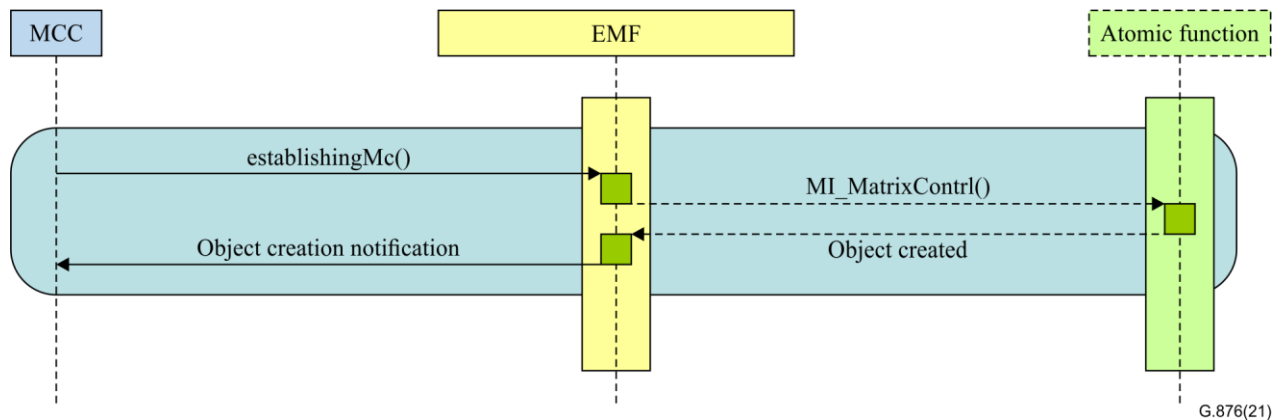 MCC
EMF
Atomic function
establishingMc()
MI_MatrixContrl()
Object creation notification
Object created
G.876(21)